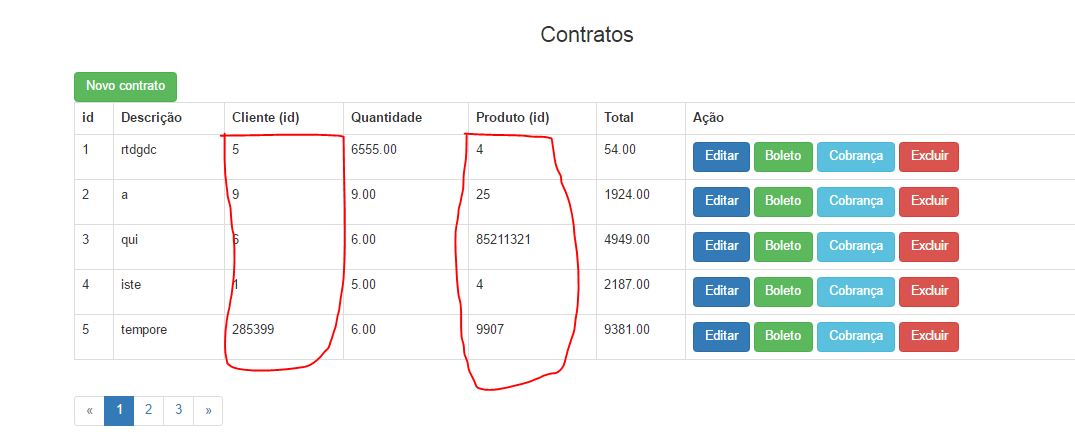 Contratos
Novo contrato
id Descrição Cliente (id) Quantidade Produto (id) Total Ação
1 rtdgdc 5 6555.00 4 54.00 Editar Boleto Cobrança Excluir
2 a 9 9.00 25 1924.00 Editar Boleto Cobrança Excluir
3 qui 6 6.00 85211321 4949.00 Editar Boleto Cobrança Excluir
4 iste 1 5.00 4 2187.00 Editar Boleto Cobrança Excluir
5 tempore 285399 6.00 9907 9381.00 Editar Boleto Cobrança Excluir
« 1 2 3 »